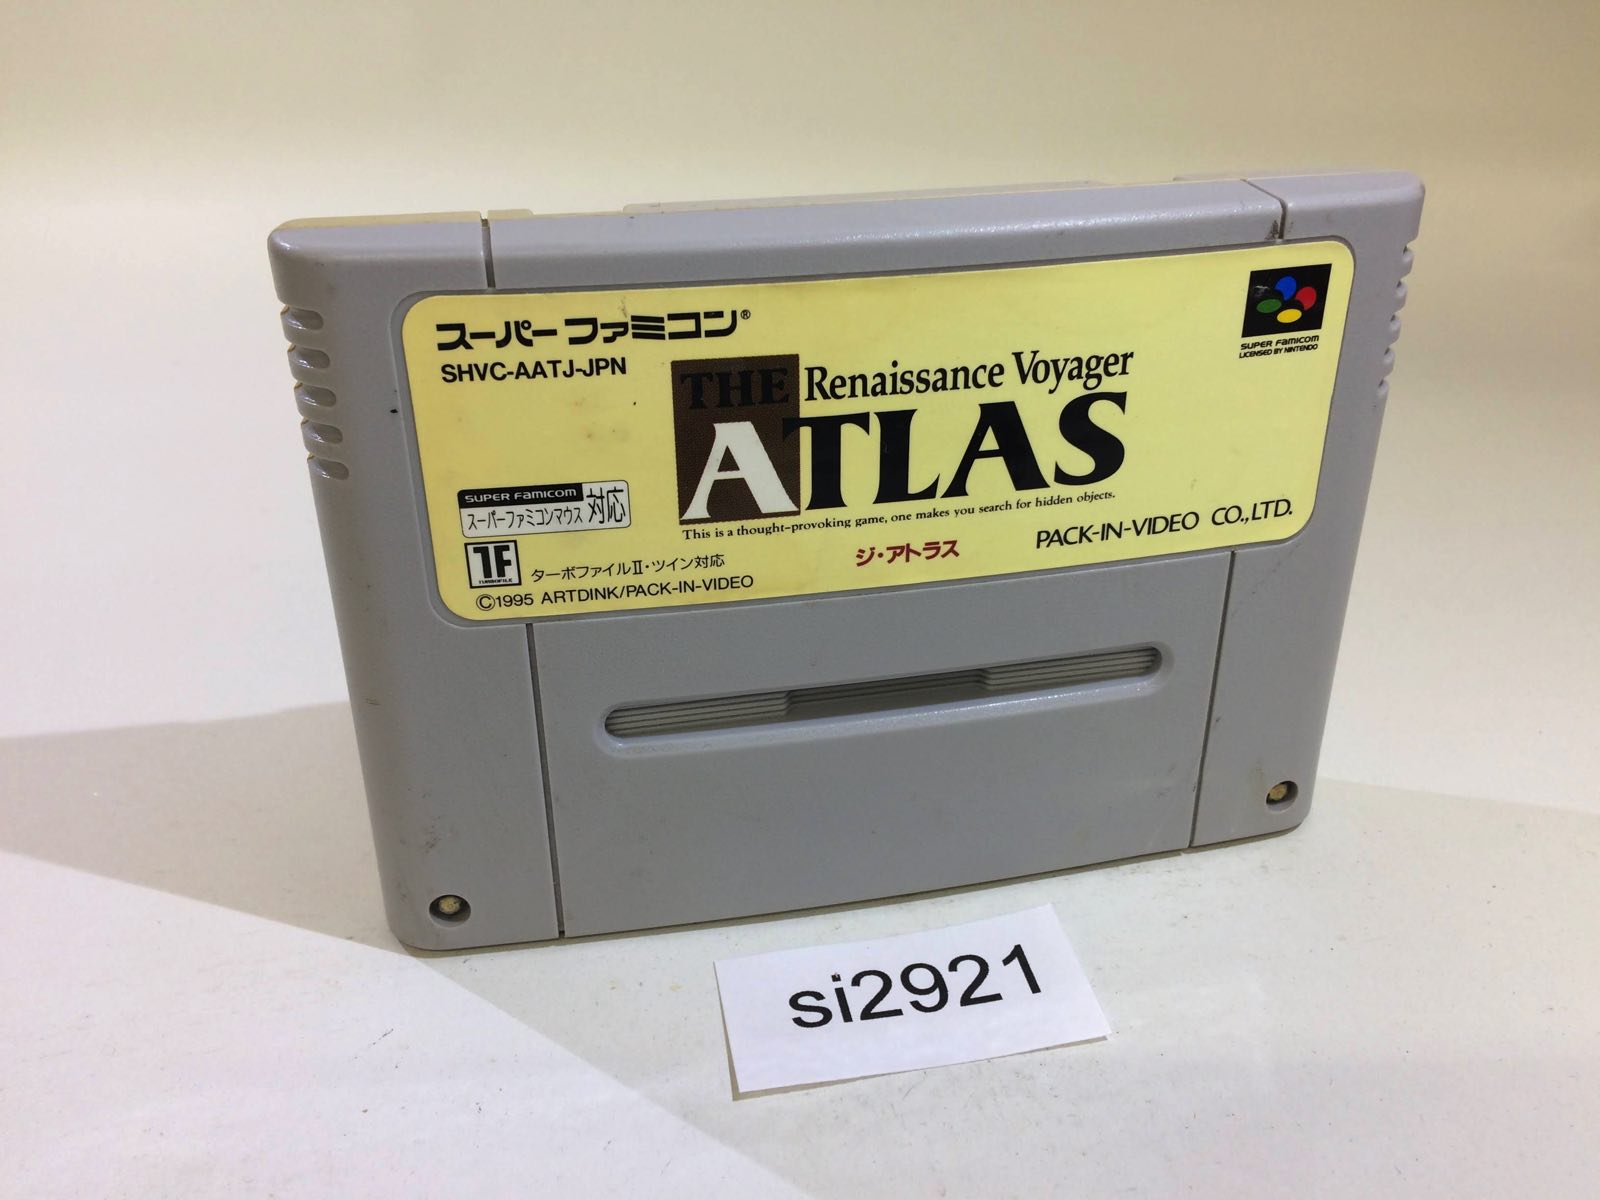 スーパーファミコン®
SHVC-AATJ-JPN
SUPER FAMICOM
LICENSED BY NINTENDO
THE Renaissance Voyager
ATLAS
This is a thought-provoking game, one makes you search for hidden objects.
SUPER FAMICOM
スーパーファミコンマウス 対応
TF
TURBOFILE
ターボファイルⅡ・ツイン対応
ジ・アトラス
PACK-IN-VIDEO CO.,LTD.
©1995 ARTDINK/PACK-IN-VIDEO
si2921